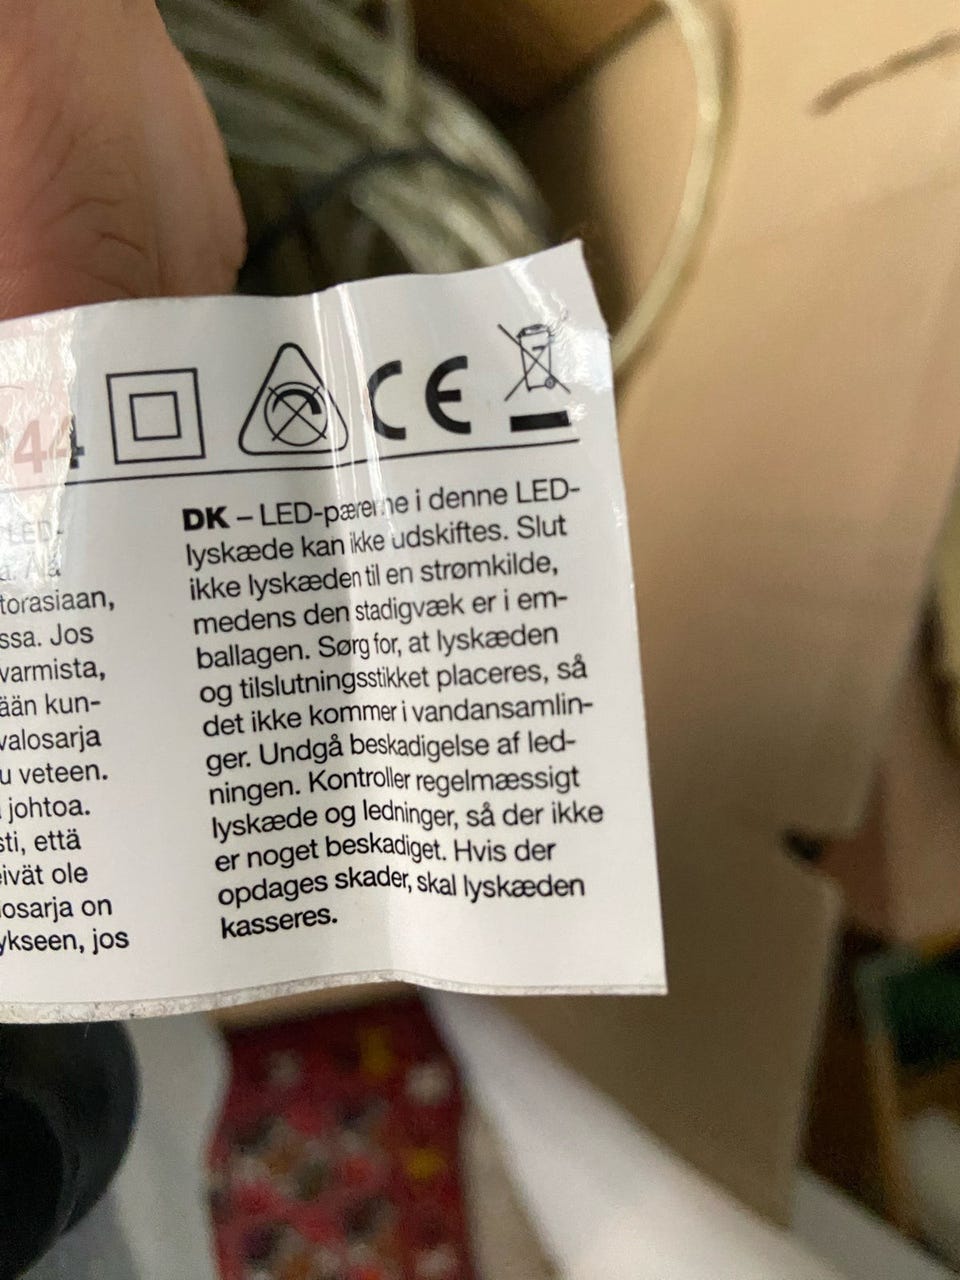 44
CE
LED-
a. Älä
torasiaan,
ssa. Jos
varmista,
ään kun-
valosarja
u veteen.
johtoa.
sti, että
eivät ole
losarja on
ykseen, jos
DK – LED-pærerne i denne LED-
lyskæde kan ikke udskiftes. Slut
ikke lyskæden til en strømkilde,
medens den stadigvæk er i em-
ballagen. Sørg for, at lyskæden
og tilslutningsstikket placeres, så
det ikke kommer i vandansamlin-
ger. Undgå beskadigelse af led-
ningen. Kontroller regelmæssigt
lyskæde og ledninger, så der ikke
er noget beskadiget. Hvis der
opdages skader, skal lyskæden
kasseres.